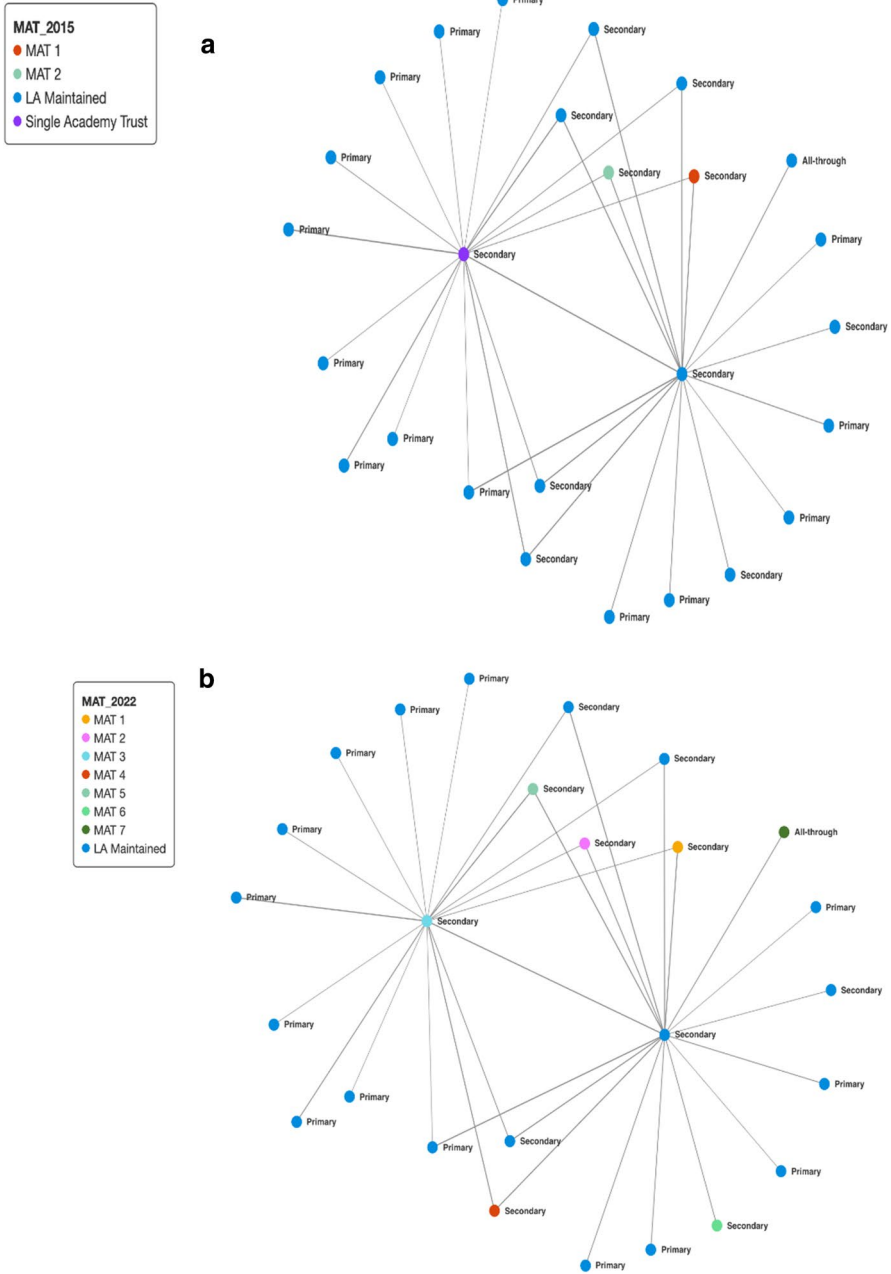 Primary
MAT_2015
MAT 1
MAT 2
LA Maintained
Single Academy Trust
a
Primary
Secondary
Primary
Secondary
Secondary
Primary
All-through
Secondary
Secondary
Primary
Primary
Secondary
Secondary
Primary
Secondary
Primary
Primary
Primary
Primary
Secondary
Primary
Primary
Secondary
Secondary
Primary
Primary
b
Primary
MAT_2022
MAT 1
MAT 2
MAT 3
MAT 4
MAT 5
MAT 6
MAT 7
LA Maintained
Secondary
Primary
Primary
Secondary
Secondary
Primary
All-through
Secondary
Secondary
Primary
Primary
Secondary
Secondary
Primary
Secondary
Primary
Primary
Primary
Secondary
Primary
Primary
Secondary
Secondary
Primary
Primary